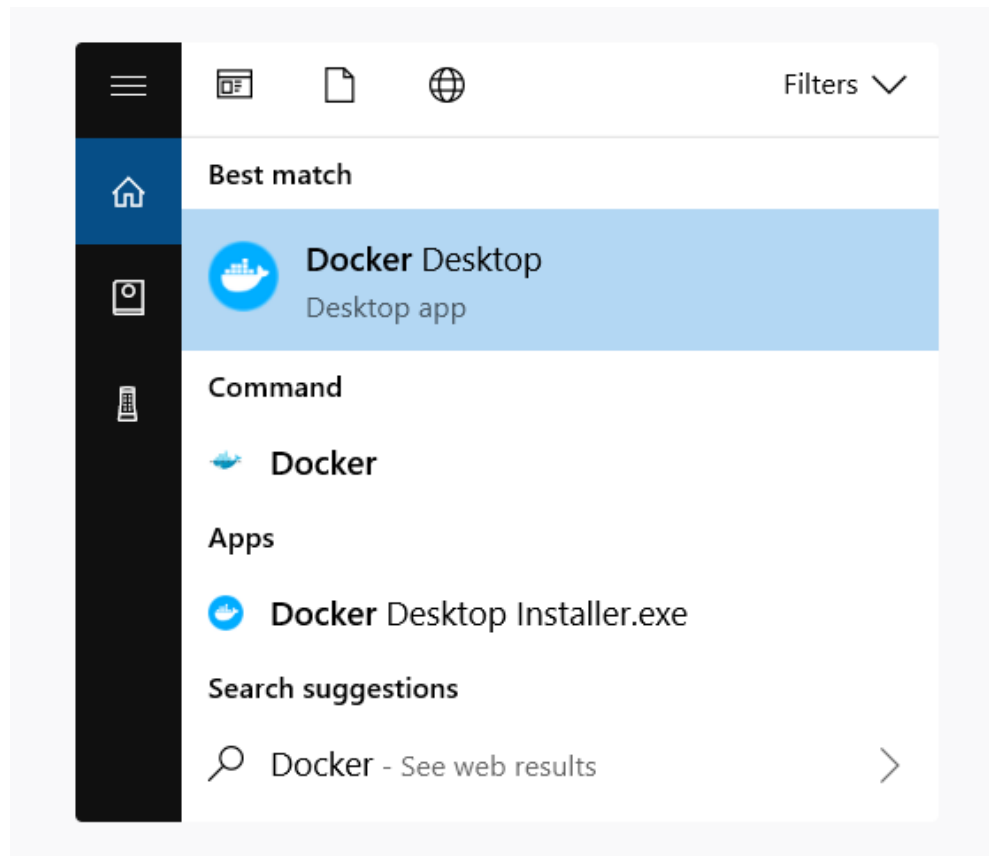 Filters
Best match
Docker Desktop
Desktop app
Command
Docker
Apps
Docker Desktop Installer.exe
Search suggestions
Docker - See web results